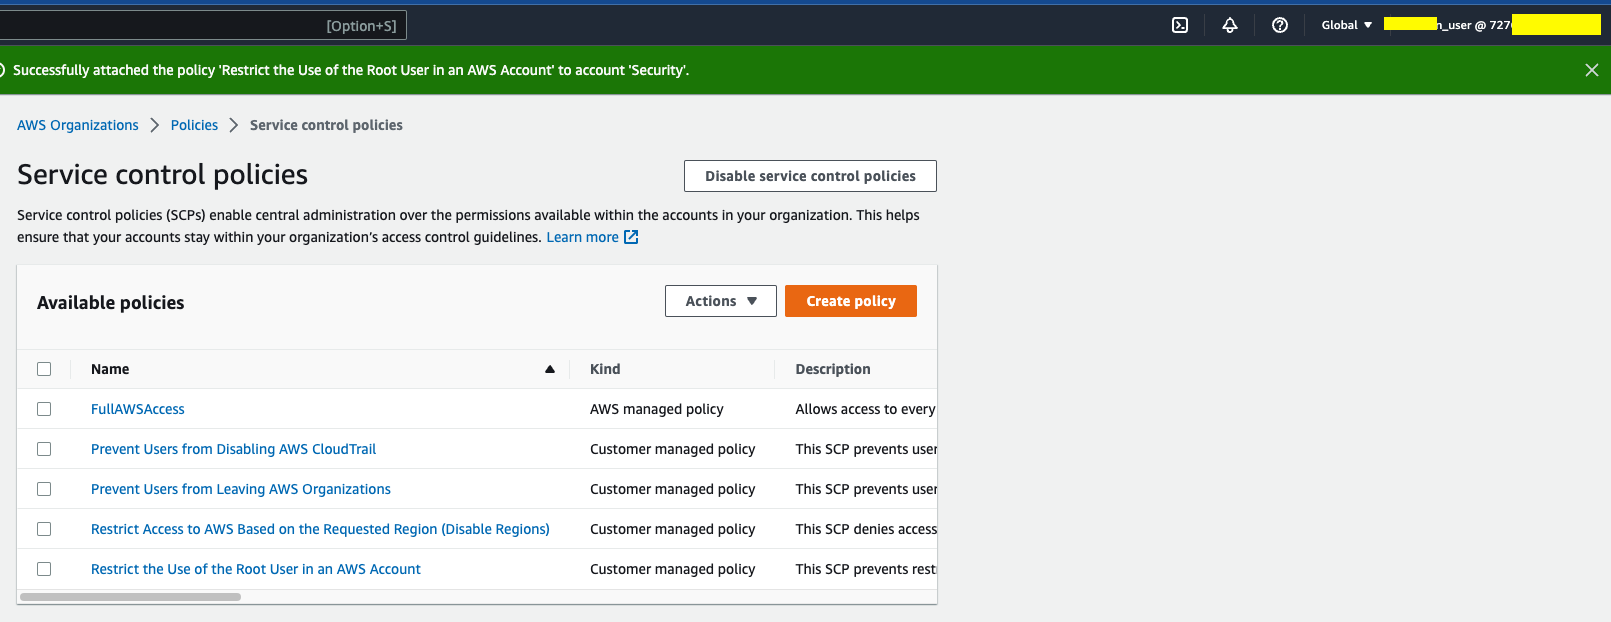 [Option+S]
Global
n_user @ 727
Successfully attached the policy 'Restrict the Use of the Root User in an AWS Account' to account 'Security'.
AWS Organizations
Policies
Service control policies
Service control policies
Disable service control policies
Service control policies (SCPs) enable central administration over the permissions available within the accounts in your organization. This helps
ensure that your accounts stay within your organization's access control guidelines. Learn more
Available policies
Actions
Create policy
Name
Kind
Description
FullAWSAccess
AWS managed policy
Allows access to every
Prevent Users from Disabling AWS CloudTrail
Customer managed policy
This SCP prevents user
Prevent Users from Leaving AWS Organizations
Customer managed policy
This SCP prevents user
Restrict Access to AWS Based on the Requested Region (Disable Regions)
Customer managed policy
This SCP denies access
Restrict the Use of the Root User in an AWS Account
Customer managed policy
This SCP prevents rest